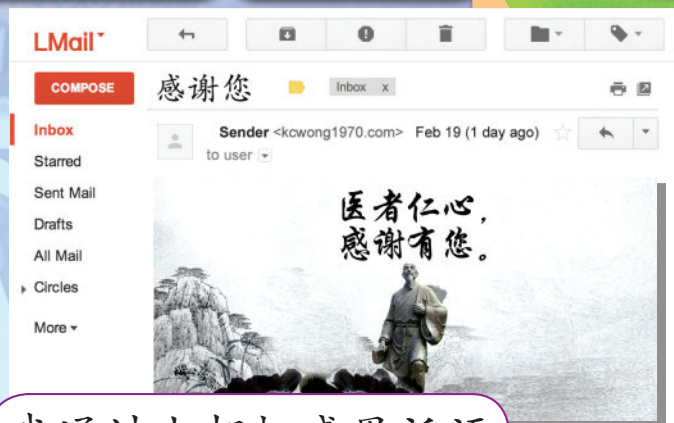 LMail
COMPOSE
感谢您
Inbox x
Inbox
Sender <kcwong1970.com> Feb 19 (1 day ago)
to user
Starred
Sent Mail
Drafts
All Mail
Circles
More
医者仁心，
感谢有您。